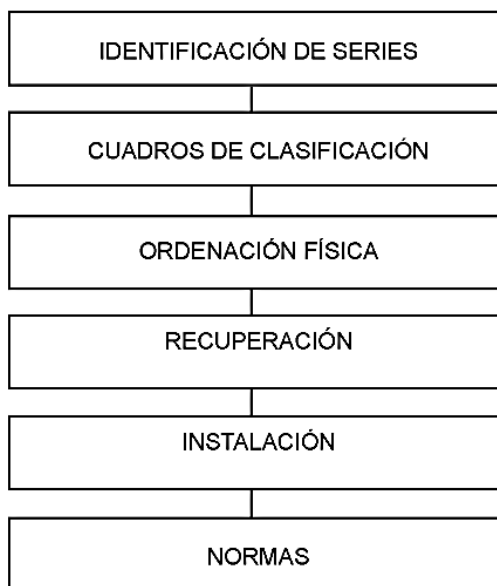 IDENTIFICACIÓN DE SERIES
CUADROS DE CLASIFICACIÓN
ORDENACIÓN FÍSICA
RECUPERACIÓN
INSTALACIÓN
NORMAS